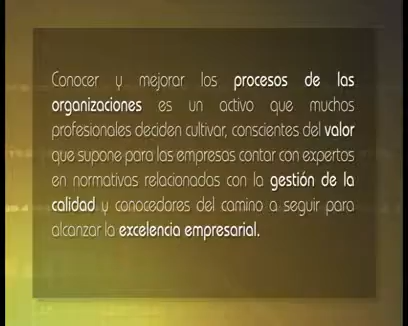 Conocer y mejorar los procesos de las
organizaciones es un activo que muchos
profesionales deciden cultivar, conscientes del valor
que supone para las empresas contar con expertos
en normativas relacionadas con la gestión de la
calidad y conocedores del camino a seguir para
alcanzar la excelencia empresarial.